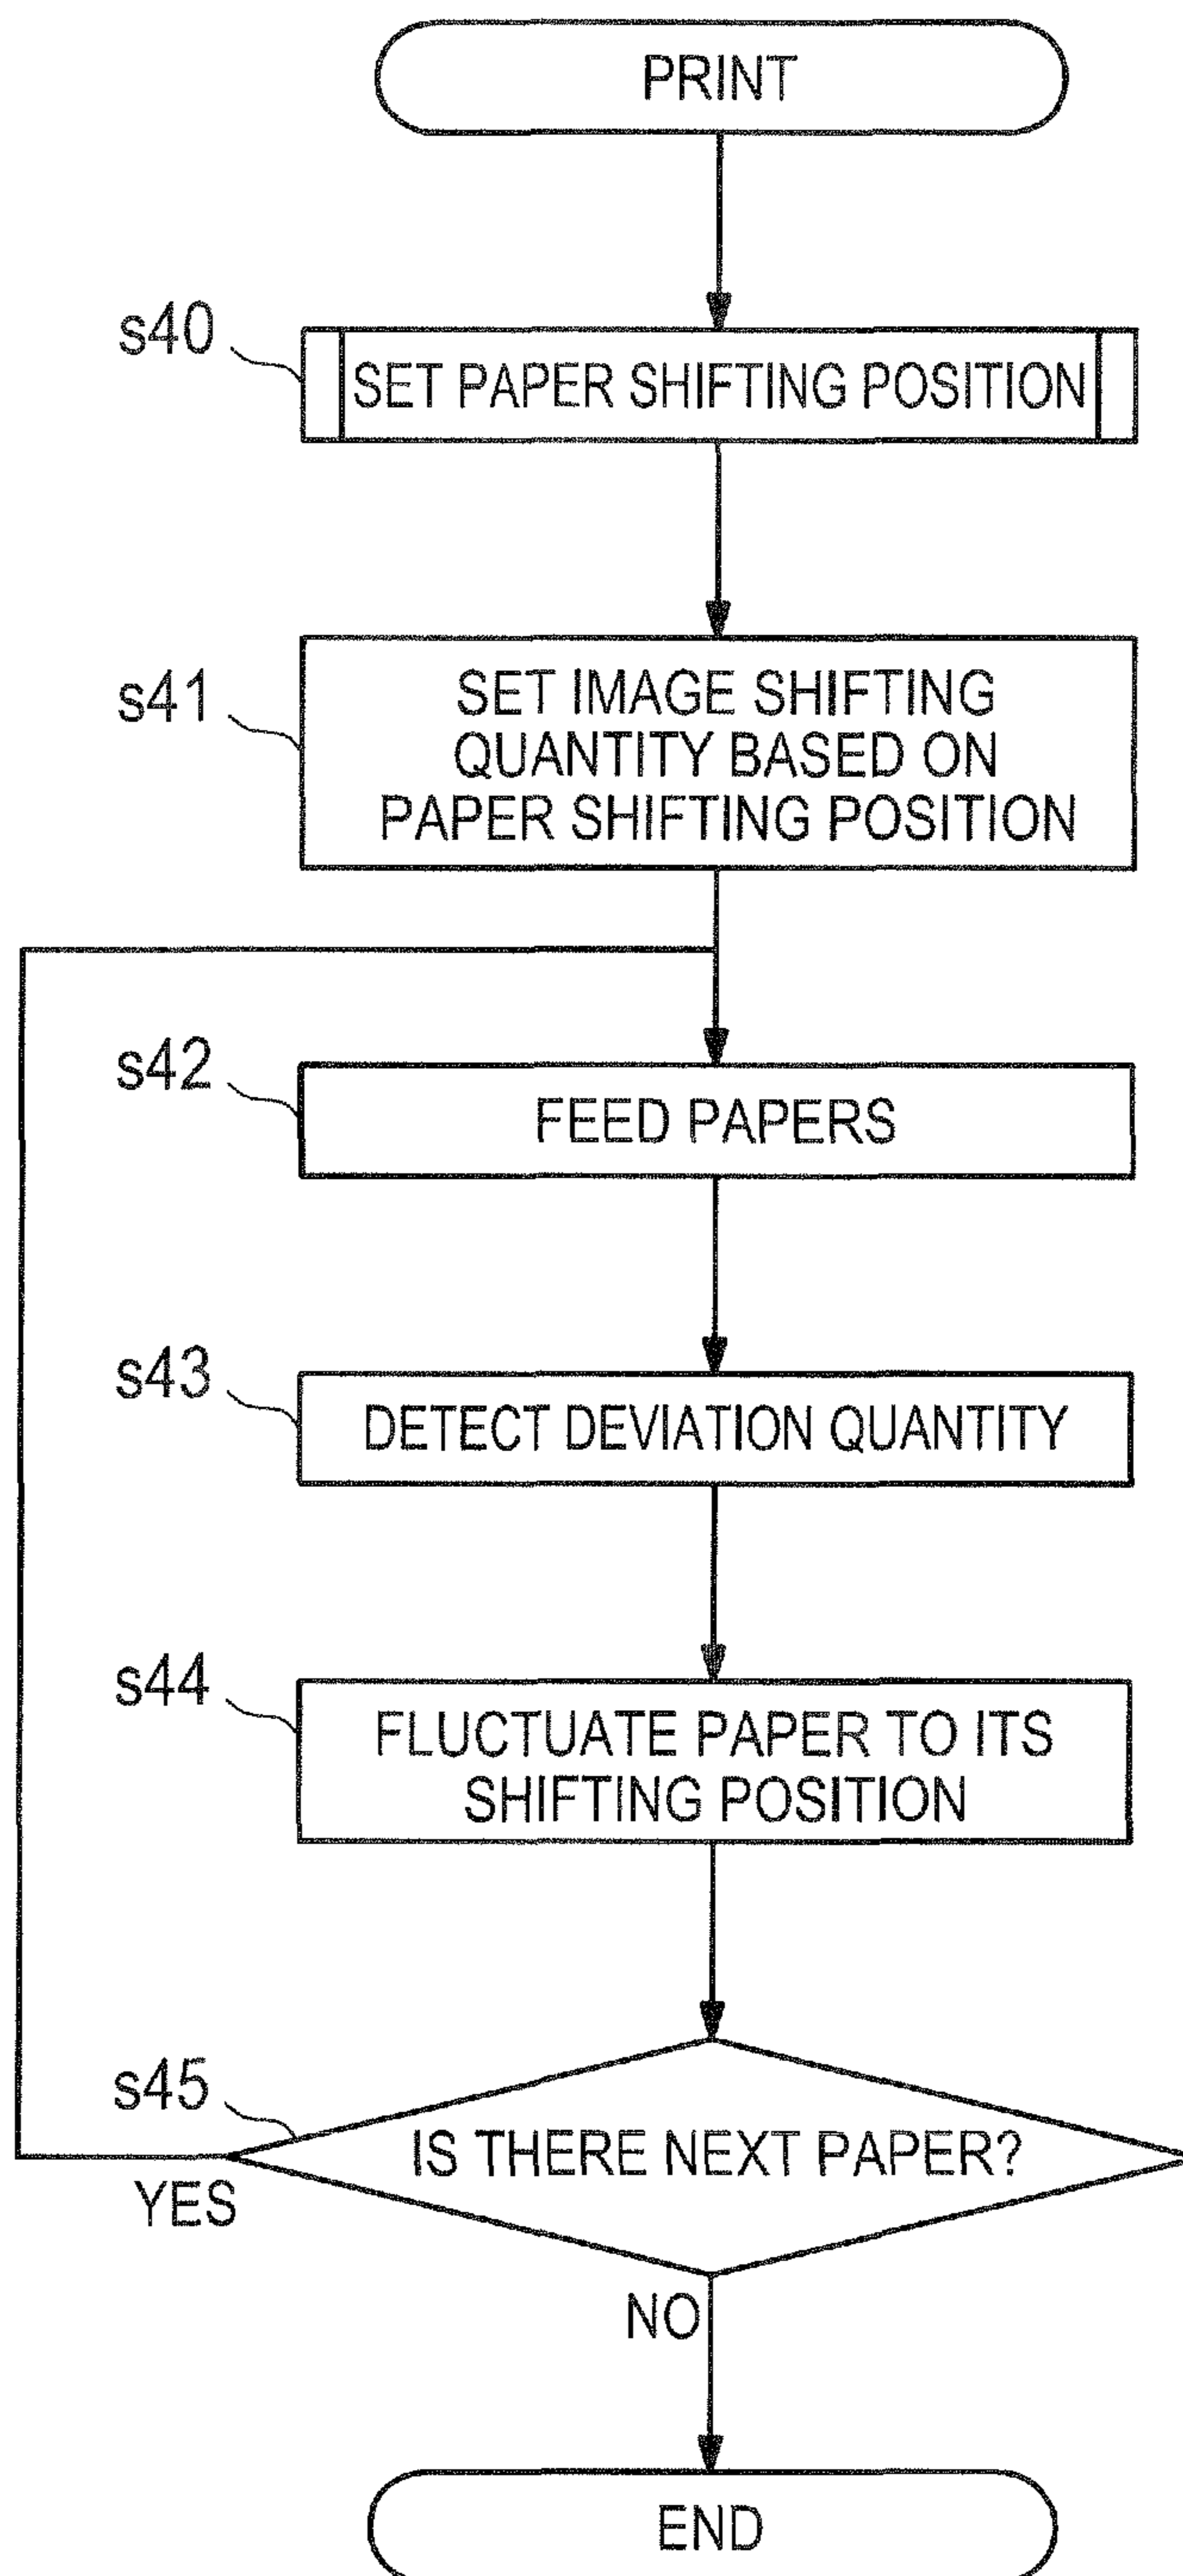 PRINT
s40
SET PAPER SHIFTING POSITION
s41
SET IMAGE SHIFTING
QUANTITY BASED ON
PAPER SHIFTING POSITION
s42
FEED PAPERS
s43
DETECT DEVIATION QUANTITY
s44
FLUCTUATE PAPER TO ITS
SHIFTING POSITION
s45
IS THERE NEXT PAPER?
YES
NO
END